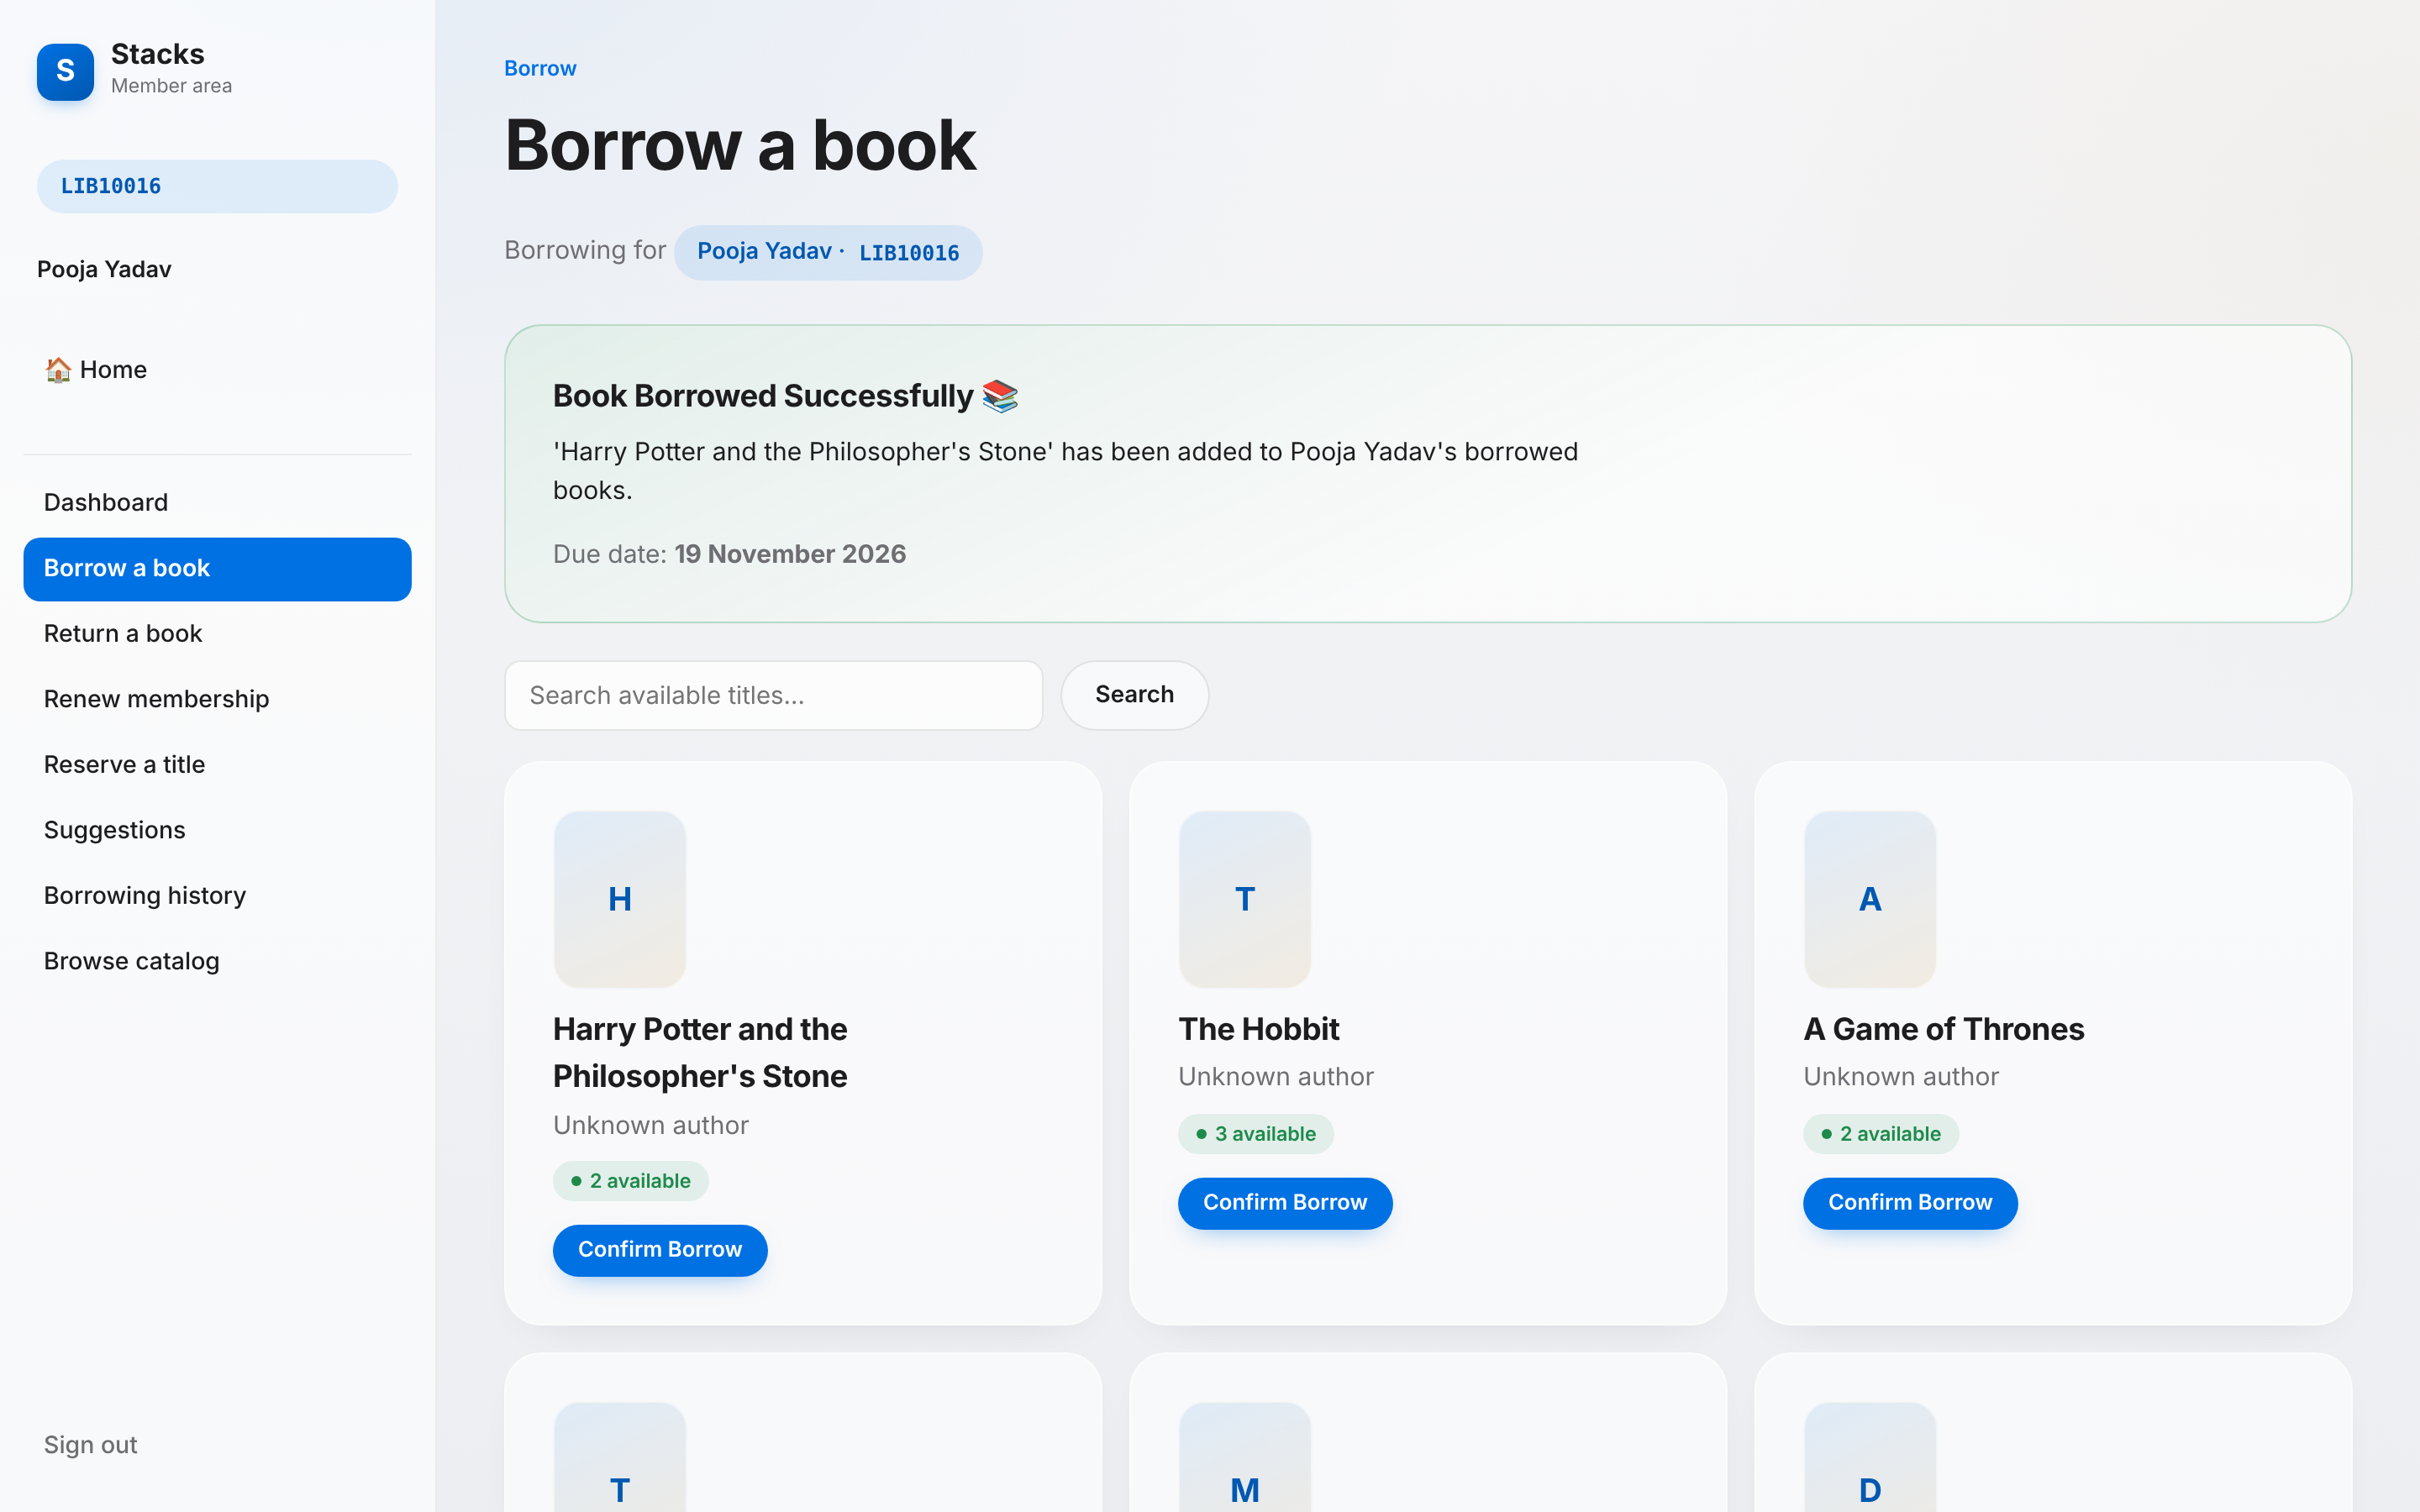 S
Stacks
Member area
LIB10016
Pooja Yadav
🏠 Home
Dashboard
Borrow a book
Return a book
Renew membership
Reserve a title
Suggestions
Borrowing history
Browse catalog
Sign out
Borrow
Borrow a book
Borrowing for Pooja Yadav · LIB10016
Book Borrowed Successfully 📚
'Harry Potter and the Philosopher's Stone' has been added to Pooja Yadav's borrowed
books.
Due date: 19 November 2026
Search available titles...
Search
H
Harry Potter and the
Philosopher's Stone
Unknown author
2 available
Confirm Borrow
T
The Hobbit
Unknown author
3 available
Confirm Borrow
A
A Game of Thrones
Unknown author
2 available
Confirm Borrow
T
M
D